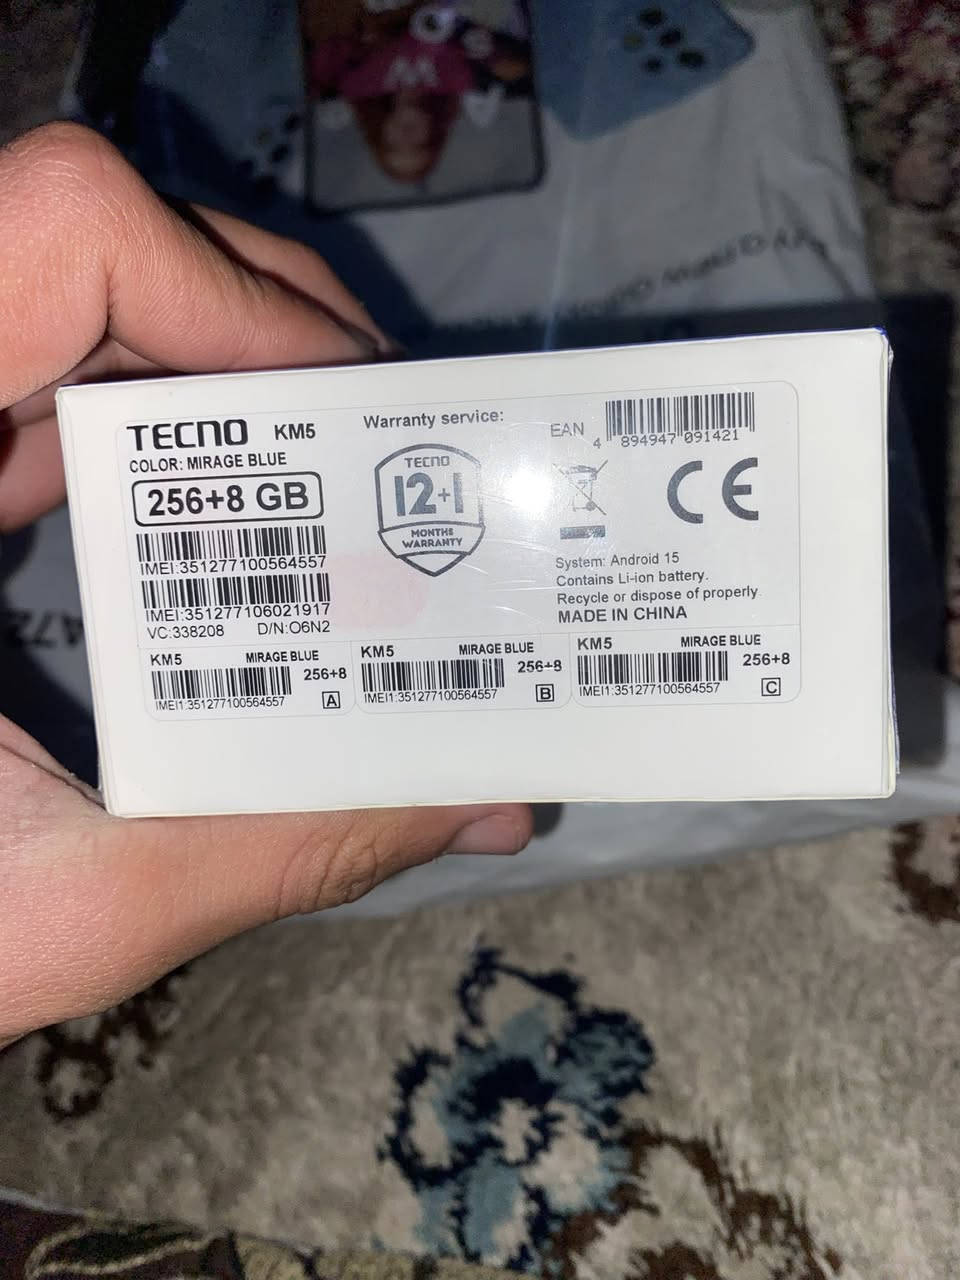 TECNO KM5
COLOR: MIRAGE BLUE
256+8 GB
IMEI:351277100564557
IMEI:351277106021917
VC:338208 D/N:O6N2
Warranty service:
TECNO
12+1
MONTHS
WARRANTY
EAN
4 894947 091421
CE
System: Android 15
Contains Li-ion battery.
Recycle or dispose of properly
MADE IN CHINA
KM5 MIRAGE BLUE
256+8
IMEI1:351277100564557 A
KM5 MIRAGE BLUE
256+8
IMEI1:351277100564557 B
KM5 MIRAGE BLUE
256+8
IMEI1:351277100564557 C